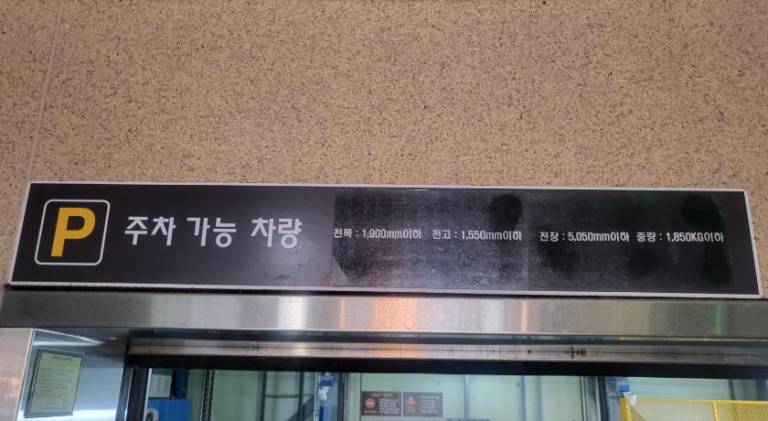 P 주차 가능 차량 전폭 : 1,900mm이하 전고 : 1,550mm이하 전장 : 5,050mm이하 중량 : 1,850KG이하